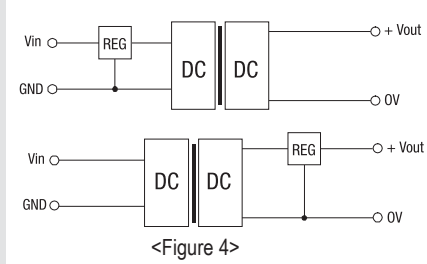 Vin
REG
+ Vout
DC
DC
GND
0V
Vin
REG
+ Vout
DC
DC
GND
0V
<Figure 4>